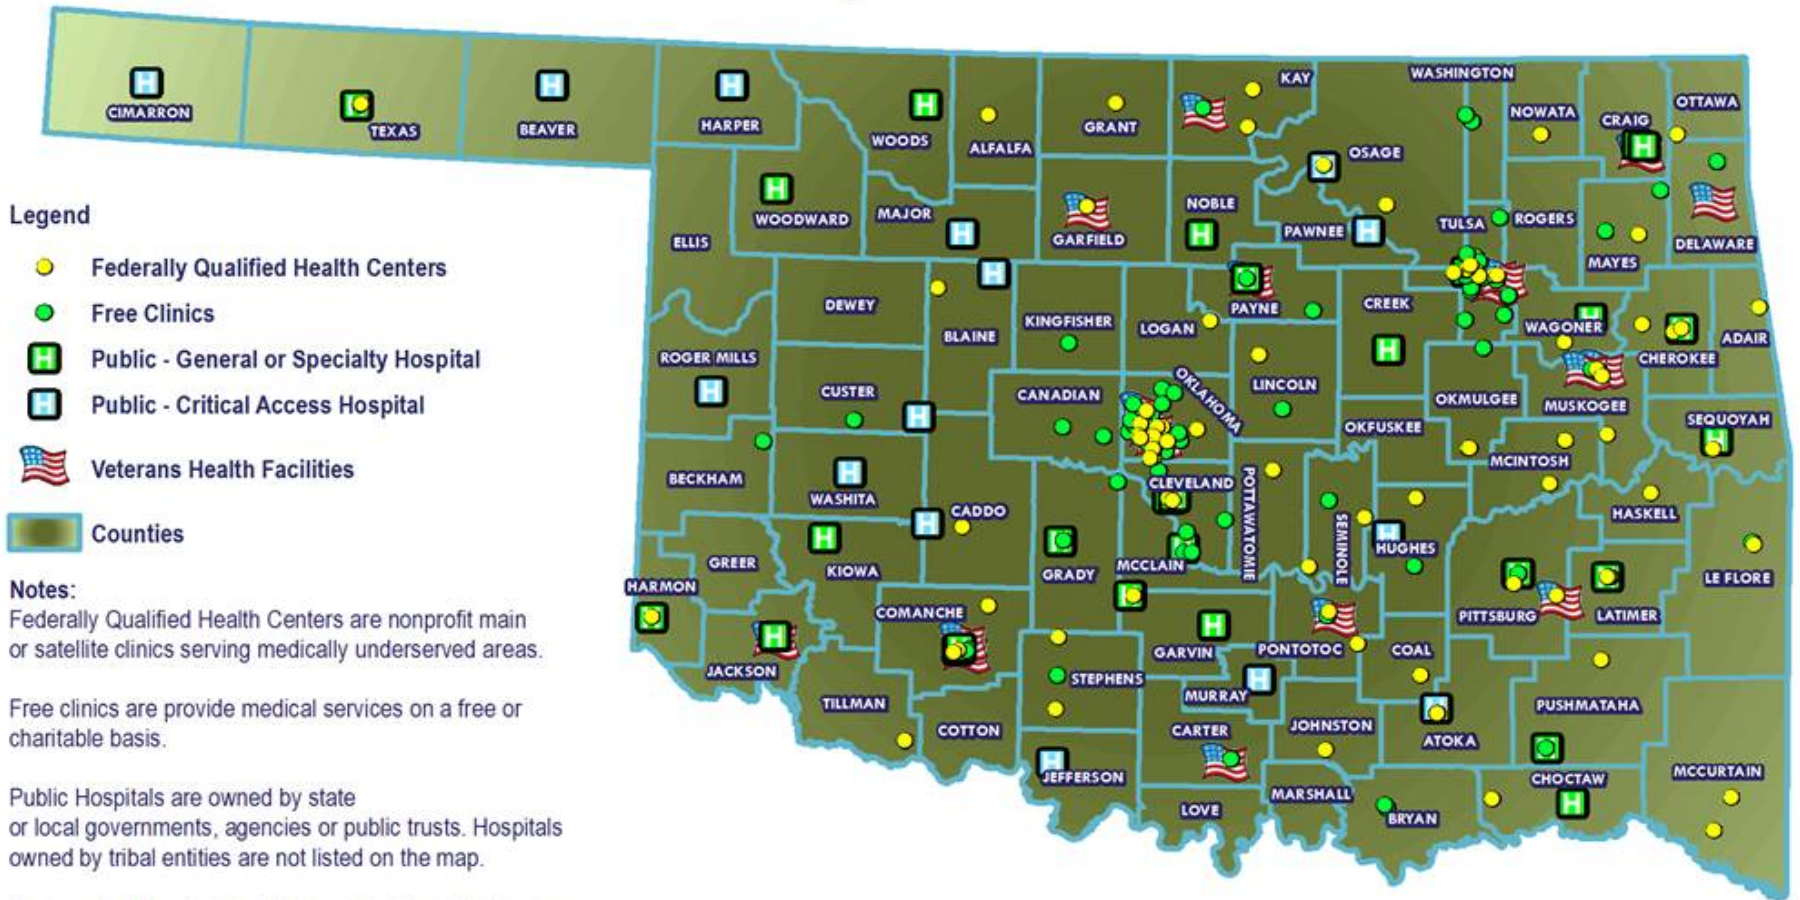 CIMARRON
TEXAS
BEAVER
HARPER
WOODS
ALFALFA
GRANT
KAY
WASHINGTON
NOWATA
CRAIG
OTTAWA
OSAGE
WOODWARD
MAJOR
GARFIELD
NOBLE
PAWNEE
TULSA
ROGERS
MAYES
DELAWARE
ELLIS
DEWEY
BLAINE
KINGFISHER
LOGAN
PAYNE
CREEK
WAGONER
CHEROKEE
ADAIR
ROGER MILLS
CUSTER
CANADIAN
OKLAHOMA
LINCOLN
OKFUSKEE
OKMULGEE
MUSKOGEE
SEQUOYAH
BECKHAM
WASHITA
CADDO
CLEVELAND
POTTAWATOMIE
SEMINOLE
HUGHES
MCINTOSH
HASKELL
GREER
KIOWA
GRADY
MCCLAIN
HARMON
COMANCHE
PITTSBURG
LATIMER
LE FLORE
JACKSON
GARVIN
PONTOTOC
COAL
TILLMAN
STEPHENS
MURRAY
PUSHMATAHA
COTTON
CARTER
JOHNSTON
ATOKA
JEFFERSON
CHOCTAW
MCCURTAIN
LOVE
MARSHALL
BRYAN
Legend
Federally Qualified Health Centers
Free Clinics
H Public - General or Specialty Hospital
H Public - Critical Access Hospital
Veterans Health Facilities
Counties
Notes:
Federally Qualified Health Centers are nonprofit main
or satellite clinics serving medically underserved areas.
Free clinics are provide medical services on a free or
charitable basis.
Public Hospitals are owned by state
or local governments, agencies or public trusts. Hospitals
owned by tribal entities are not listed on the map.